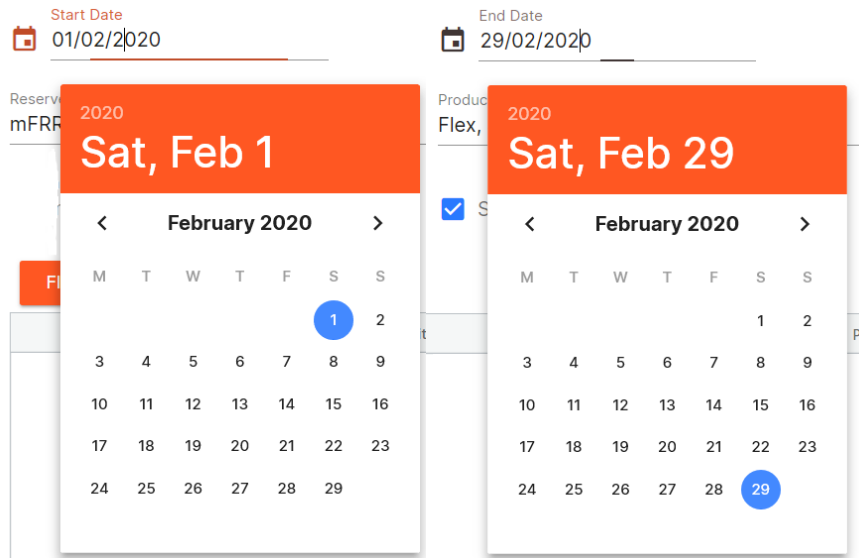 Start Date
01/02/2020
Reserv
mFRR
2020
Sat, Feb 1
February 2020
M T W T F S S
1 2
3 4 5 6 7 8 9
10 11 12 13 14 15 16
17 18 19 20 21 22 23
24 25 26 27 28 29
End Date
29/02/2020
Produc
Flex,
2020
Sat, Feb 29
S
February 2020
M T W T F S S
1 2
3 4 5 6 7 8 9
10 11 12 13 14 15 16
17 18 19 20 21 22 23
24 25 26 27 28 29
P